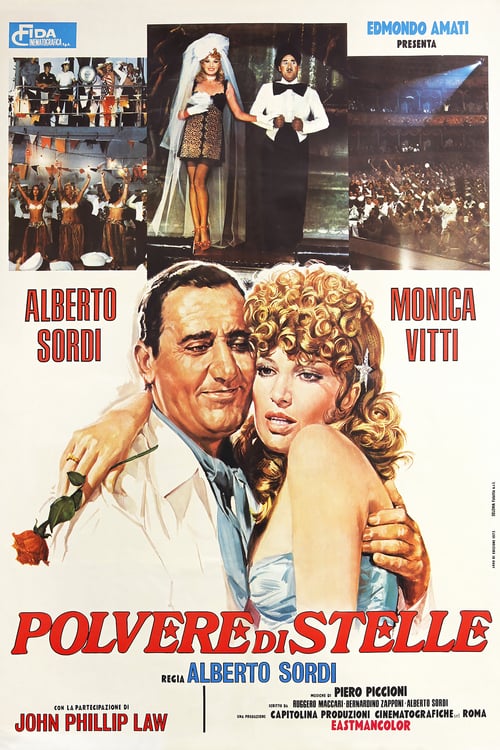 FIDA
CINEMATOGRAFICA S.p.A.
EDMONDO AMATI
PRESENTA
ALBERTO
SORDI
MONICA
VITTI
POLVERE DI STELLE
REGIA ALBERTO SORDI
CON LA PARTECIPAZIONE DI
JOHN PHILLIP LAW
MUSICHE DI PIERO PICCIONI
SCRITTO DA RUGGERO MACCARI - BERNARDINO ZAPPONI - ALBERTO SORDI
UNA PRODUZIONE CAPITOLINA PRODUZIONI CINEMATOGRAFICHE ROMA
EASTMANCOLOR